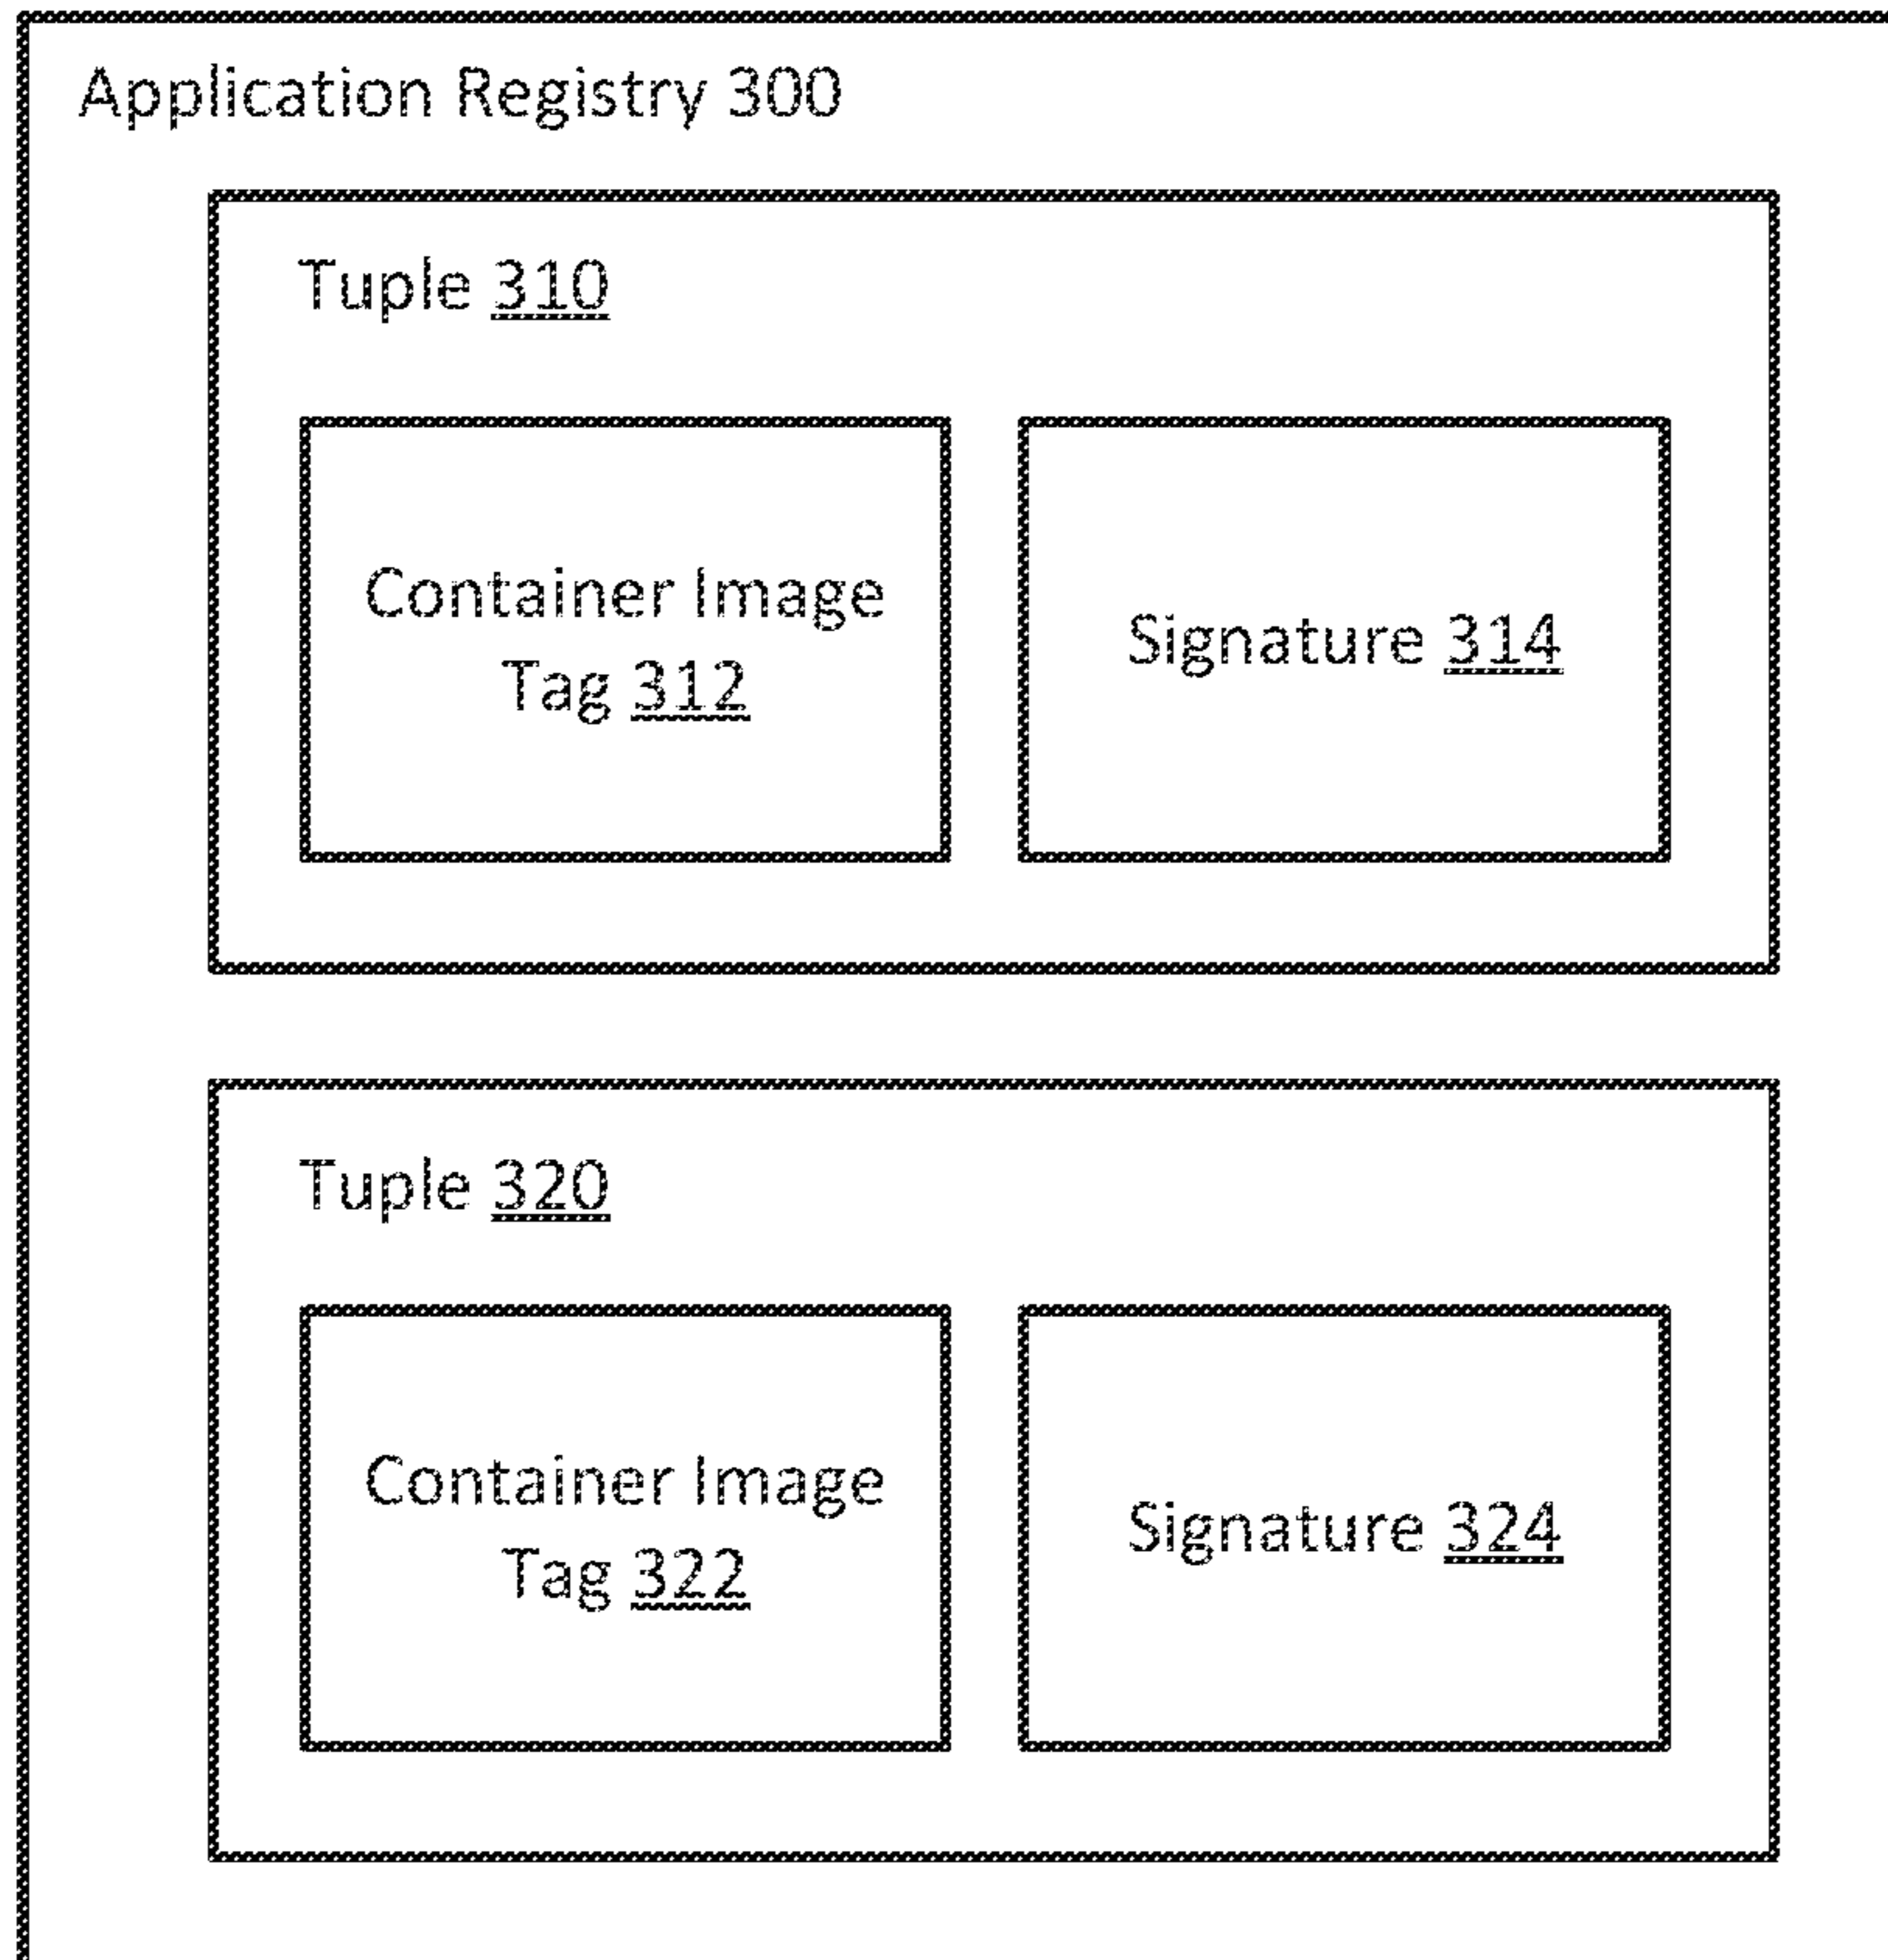 Application Registry 300
Tuple 310
Container Image
Tag 312
Signature 314
Tuple 320
Container Image
Tag 322
Signature 324